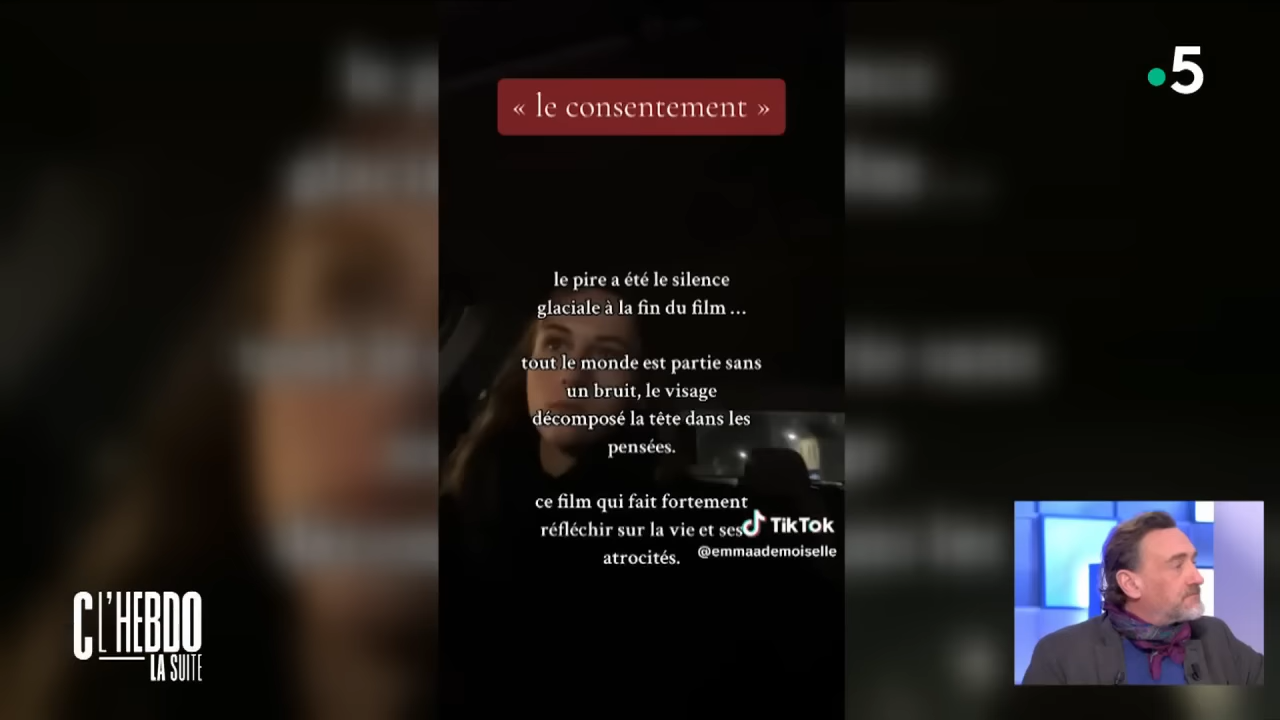 « le consentement »
5
le pire a été le silence
glaciale à la fin du film ...
tout le monde est partie sans
un bruit, le visage
décomposé la tête dans les
pensées.
ce film qui fait fortement
réfléchir sur la vie et ses
atrocités.
TikTok
@emmaademoiselle
C L'HEBDO
LA SUITE